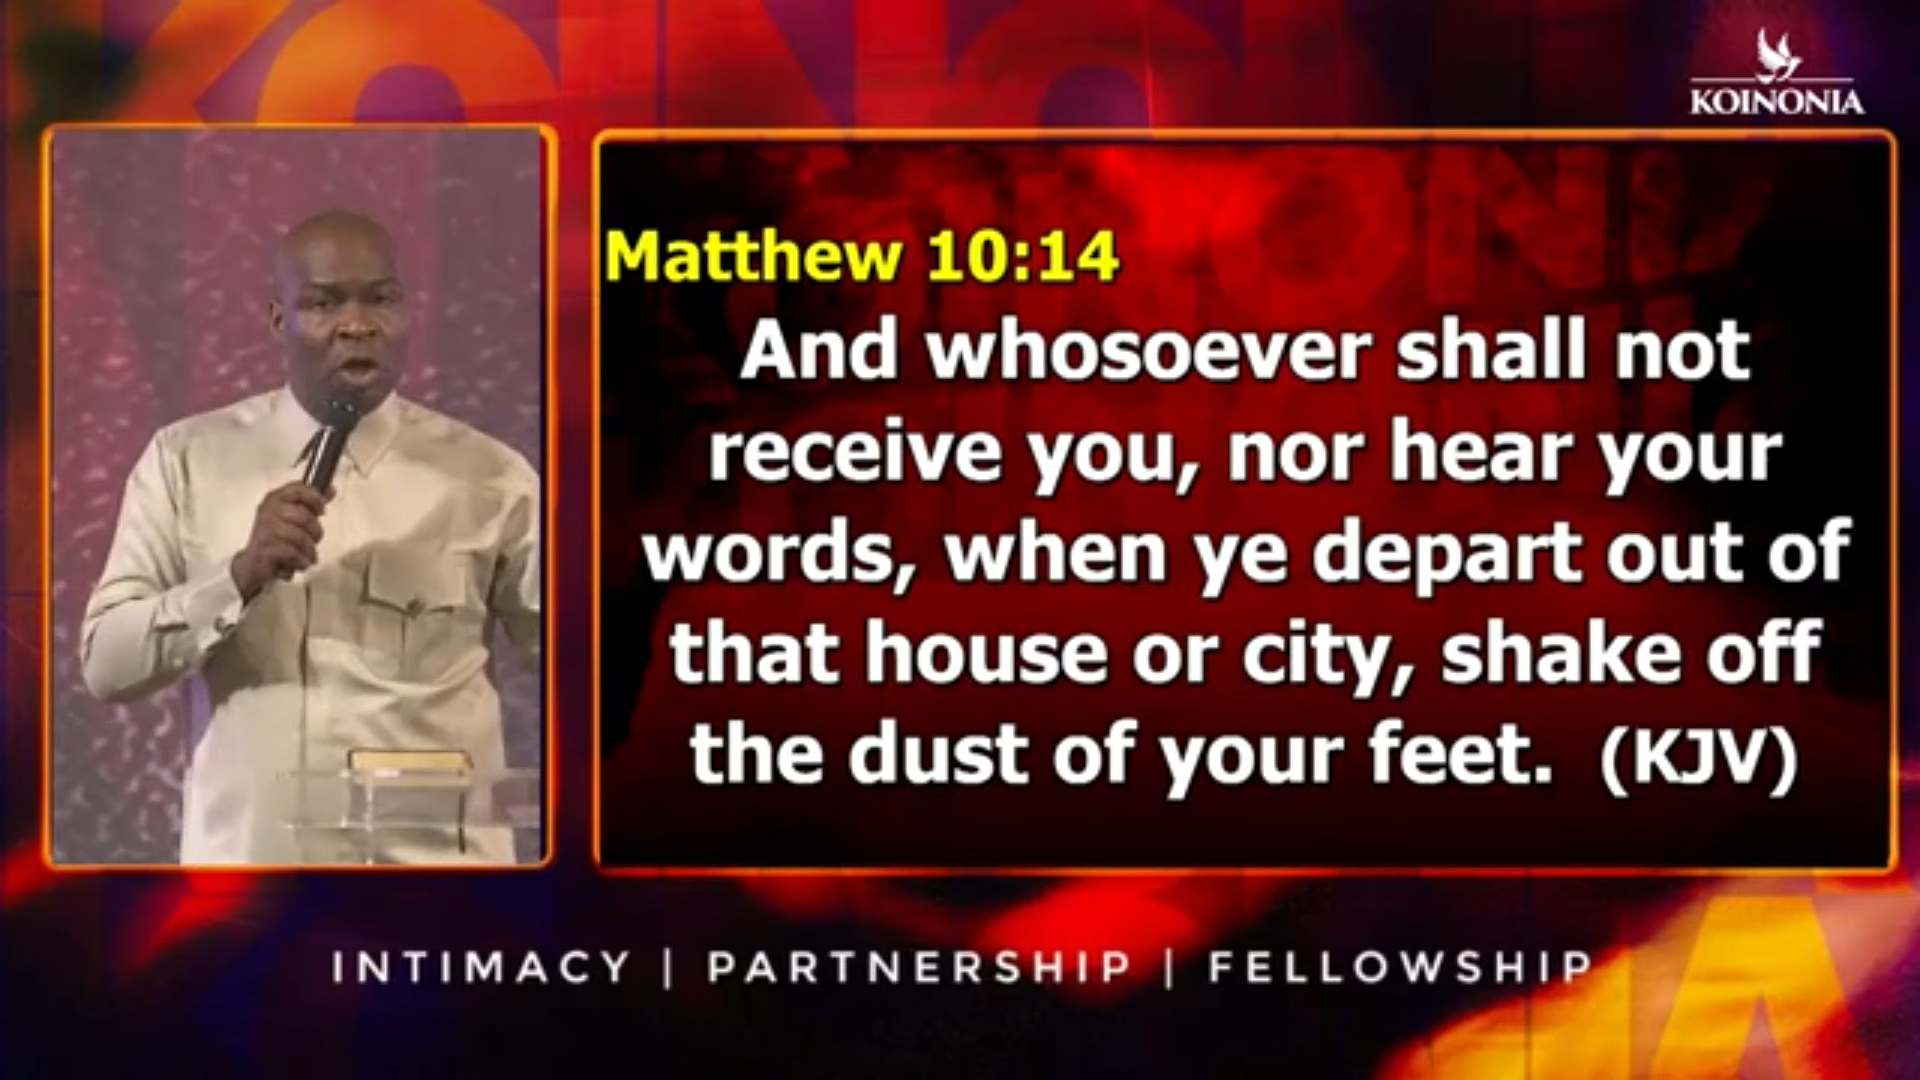 KOINONIA
Matthew 10:14
And whosoever shall not
receive you, nor hear your
words, when ye depart out of
that house or city, shake off
the dust of your feet. (KJV)
INTIMACY | PARTNERSHIP | FELLOWSHIP